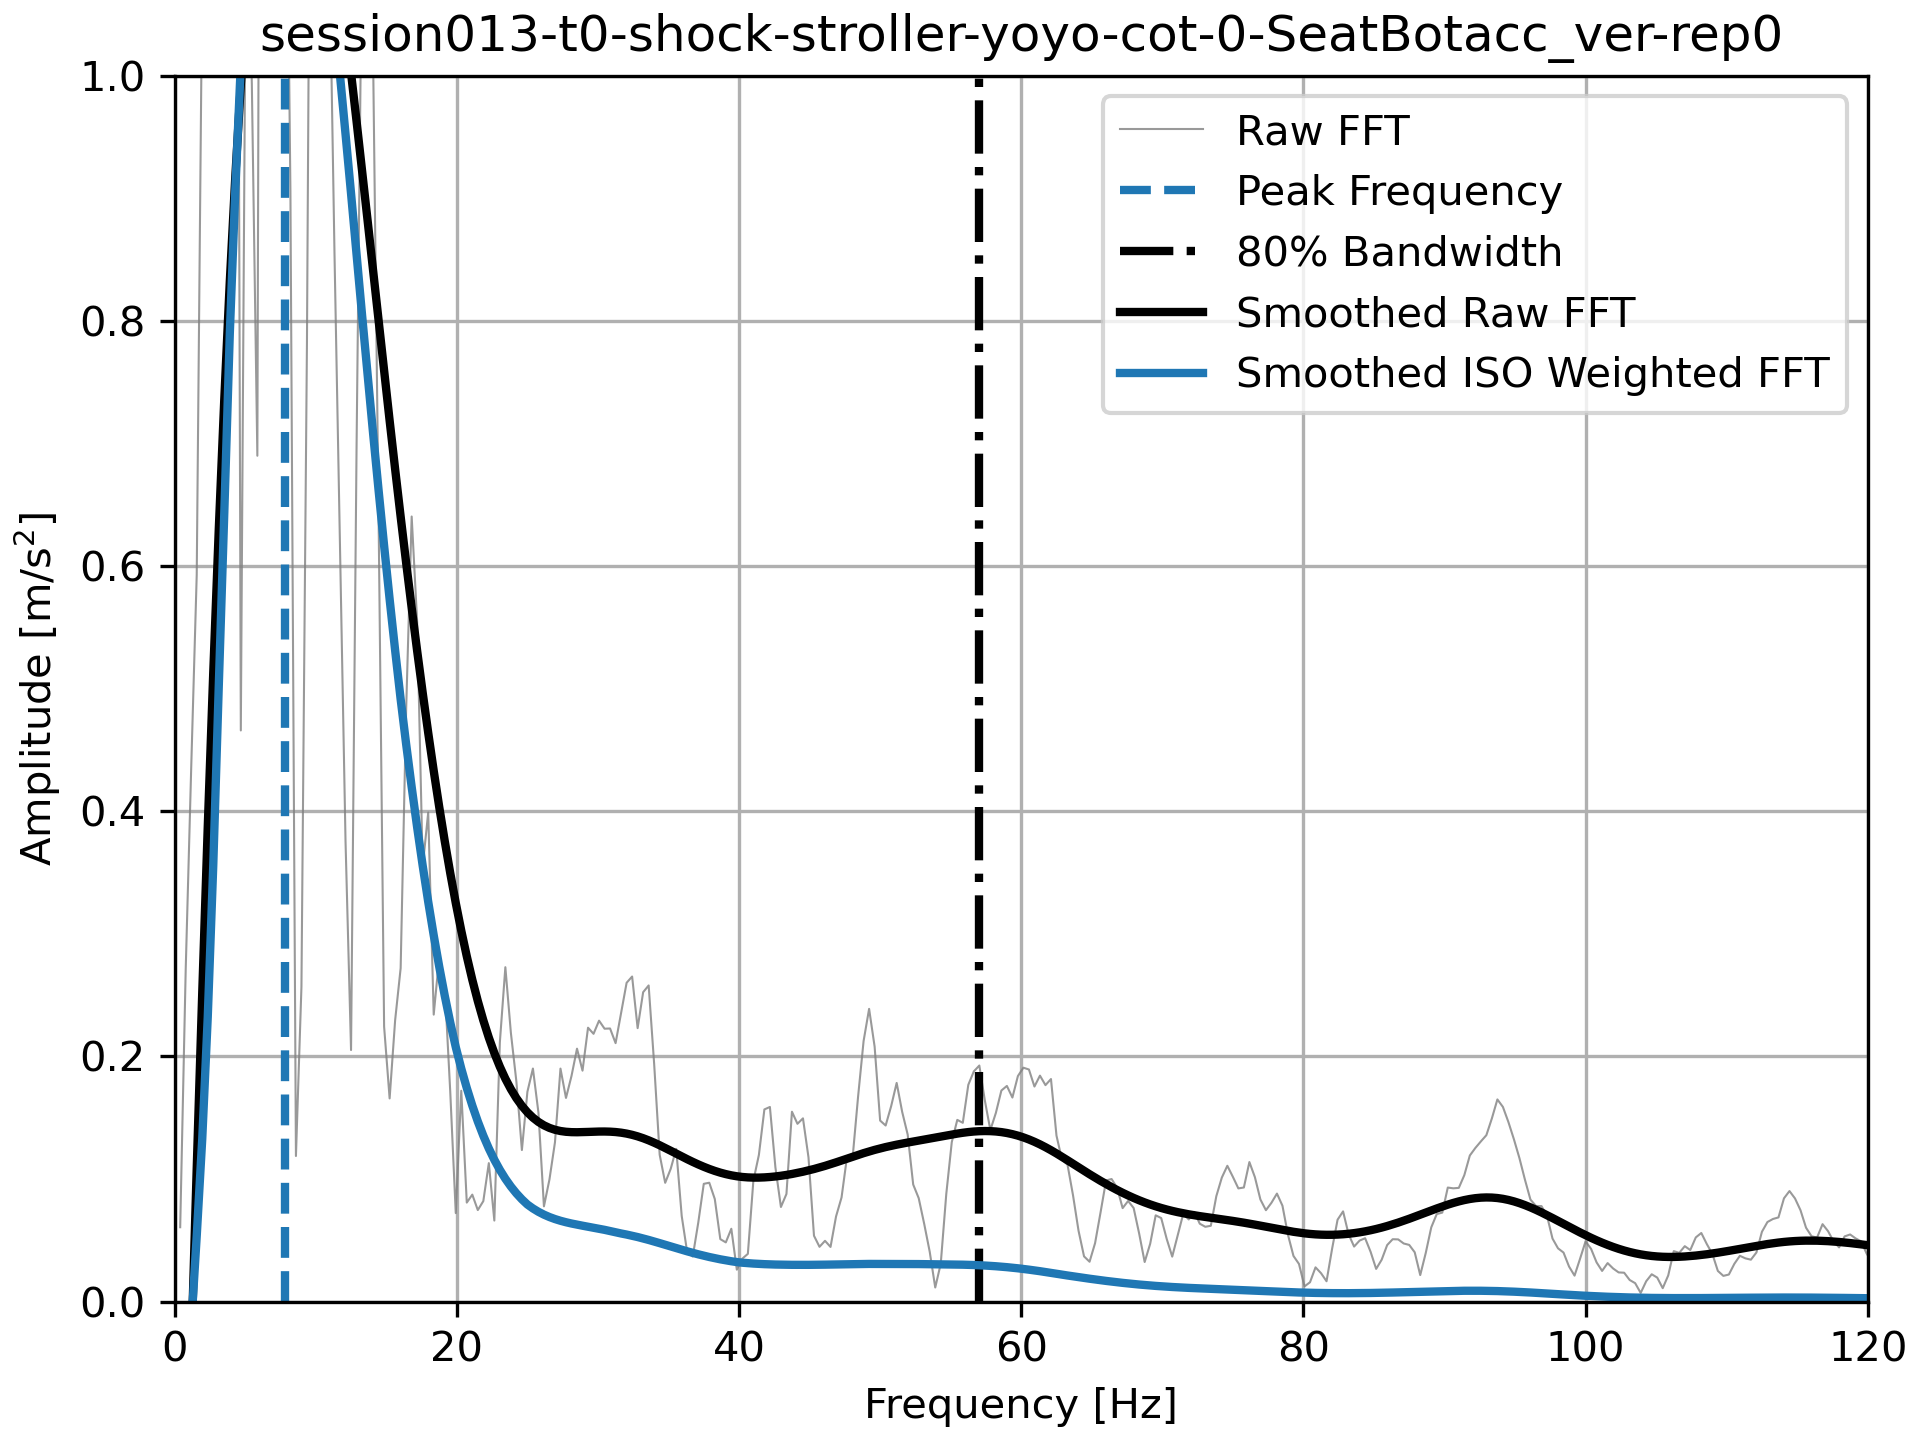 session013-t0-shock-stroller-yoyo-cot-0-SeatBotacc_ver-rep0
1.0
0.8
0.6
0.4
0.2
0.0
Amplitude [m/s²]
Raw FFT
Peak Frequency
80% Bandwidth
Smoothed Raw FFT
Smoothed ISO Weighted FFT
0 20 40 60 80 100 120
Frequency [Hz]